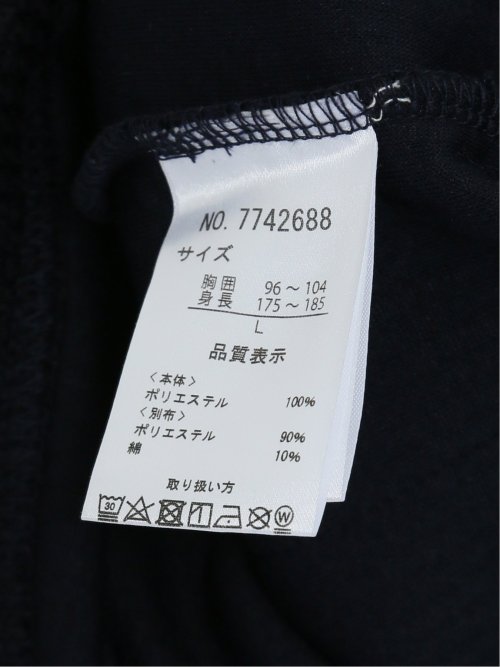 NO. 7742688
サイズ
胸囲 96～104
身長 175～185
L
品質表示
〈本体〉
ポリエステル 100%
〈別布〉
ポリエステル 90%
綿 10%
取り扱い方
30 W